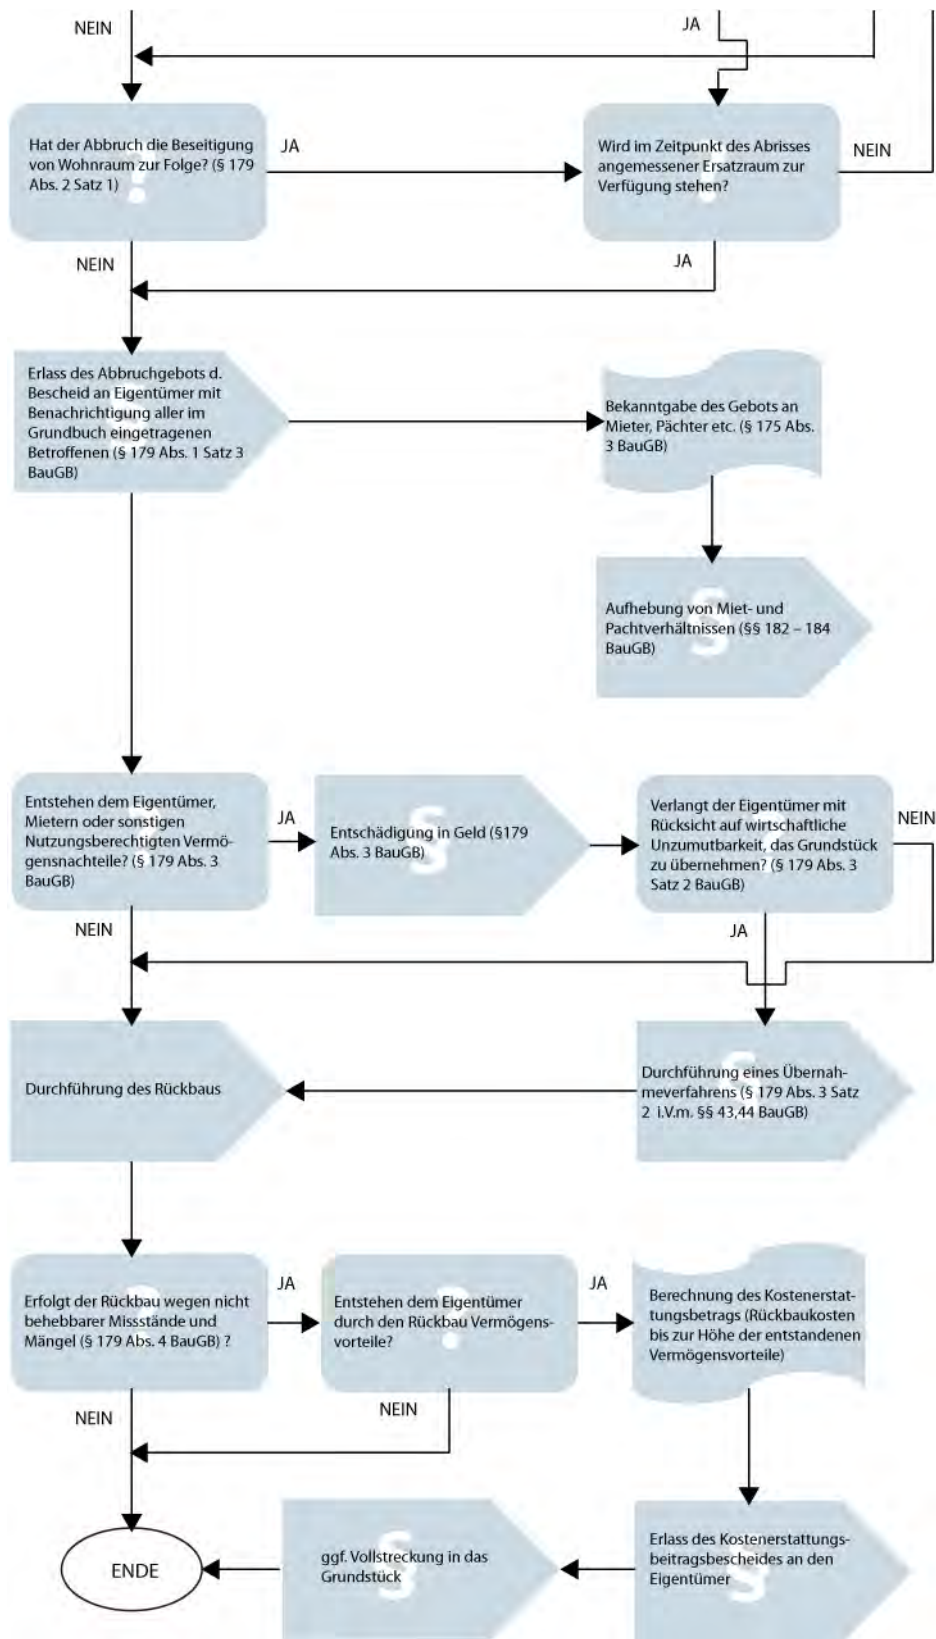 NEIN
JA
Hat der Abbruch die Beseitigung
von Wohnraum zur Folge? (§ 179
Abs. 2 Satz 1)
JA
Wird im Zeitpunkt des Abrisses
angemessener Ersatzraum zur
Verfügung stehen?
NEIN
NEIN
JA
Erlass des Abbruchgebots d.
Bescheid an Eigentümer mit
Benachrichtigung aller im
Grundbuch eingetragenen
Betroffenen (§ 179 Abs. 1 Satz 3
BauGB)
Bekanntgabe des Gebots an
Mieter, Pächter etc. (§ 175 Abs.
3 BauGB)
Aufhebung von Miet- und
Pachtverhältnissen (§§ 182 – 184
BauGB)
Entstehen dem Eigentümer,
Mietern oder sonstigen
Nutzungsberechtigten Vermö-
gensnachteile? (§ 179 Abs. 3
BauGB)
JA
Entschädigung in Geld (§179
Abs. 3 BauGB)
Verlangt der Eigentümer mit
Rücksicht auf wirtschaftliche
Unzumutbarkeit, das Grundstück
zu übernehmen? (§ 179 Abs. 3
Satz 2 BauGB)
NEIN
NEIN
JA
Durchführung des Rückbaus
Durchführung eines Übernah-
meverfahrens (§ 179 Abs. 3 Satz
2 i.V.m. §§ 43,44 BauGB)
Erfolgt der Rückbau wegen nicht
behebbarer Missstände und
Mängel (§ 179 Abs. 4 BauGB) ?
JA
Entstehen dem Eigentümer
durch den Rückbau Vermögens-
vorteile?
JA
Berechnung des Kostenerstat-
tungsbetrags (Rückbaukosten
bis zur Höhe der entstandenen
Vermögensvorteile)
NEIN
NEIN
ENDE
ggf. Vollstreckung in das
Grundstück
Erlass des Kostenerstattungs-
beitragsbescheides an den
Eigentümer